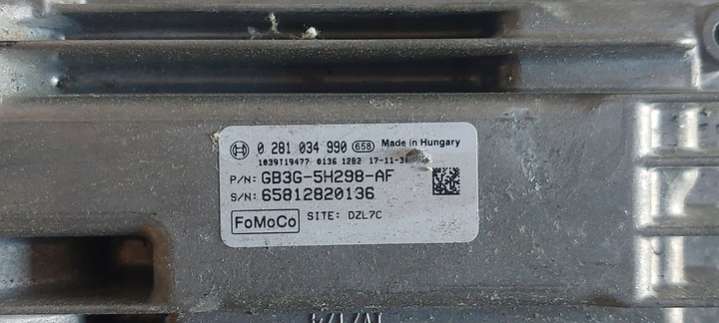 0 281 034 990 658 Made in Hungary
1039T19477 0136 1282 17-11-3
P/N: GB3G-5H298-AF
S/N: 65812820136
FoMoCo SITE: DZL7C